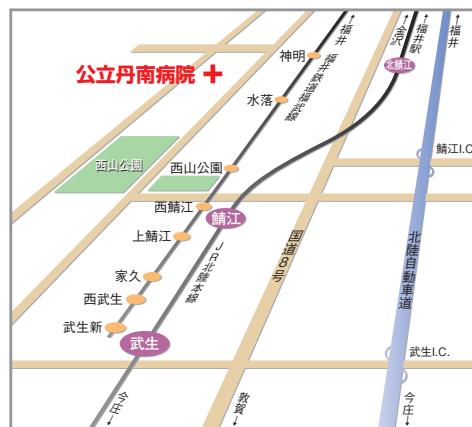 福井
金沢
福井駅
福井
神明
福井鉄道福武線
北鯖江
公立丹南病院
水落
鯖江I.C.
西山公園
西山公園
西鯖江
鯖江
上鯖江
JR北陸本線
国道8号
北陸自動車道
家久
西武生
武生新
武生
武生I.C.
今庄
敦賀
今庄